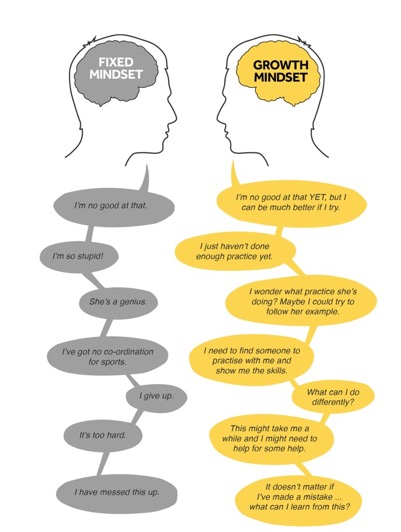 FIXED
MINDSET
I'm no good at that.
I'm so stupid!
She's a genius.
I've got no co-ordination
for sports.
I give up.
It's too hard.
I have messed this up.
GROWTH
MINDSET
I'm no good at that YET, but I
can be much better if I try.
I just haven't done
enough practice yet.
I wonder what practice she's
doing? Maybe I could try to
follow her example.
I need to find someone to
practise with me and
show me the skills.
What can I do
differently?
This might take me a
while and I might need to
help for some help.
It doesn't matter if
I've made a mistake ...
what can I learn from this?